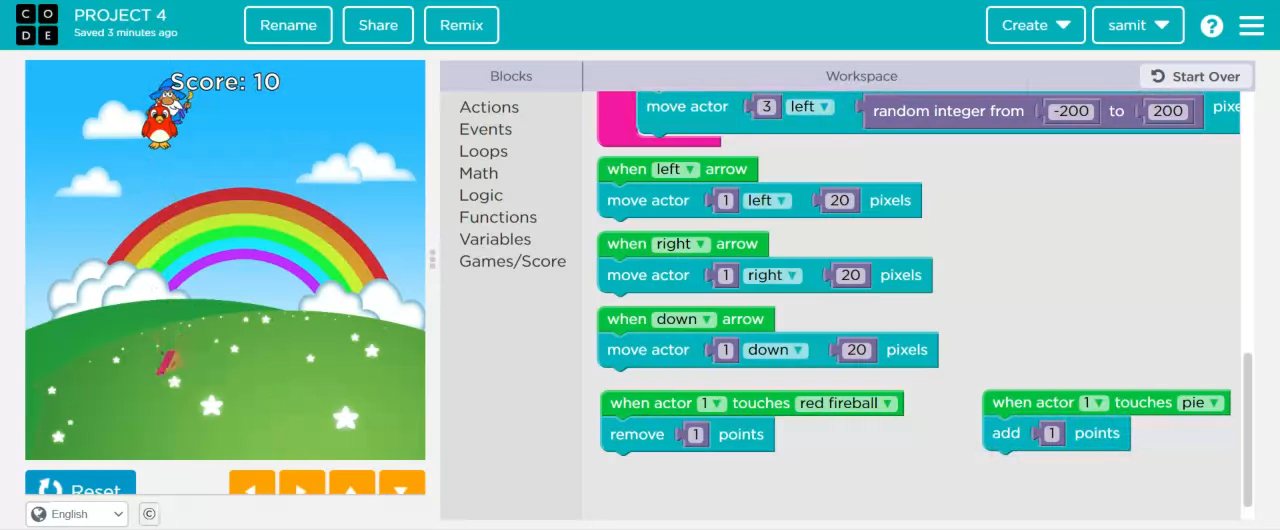 C O
D E
PROJECT 4
Saved 3 minutes ago
Rename
Share
Remix
Create
samit
?
Score: 10
Blocks
Workspace
Start Over
Actions
Events
Loops
Math
Logic
Functions
Variables
Games/Score
move actor 3 left random integer from -200 to 200 pixe
when left arrow
move actor 1 left 20 pixels
when right arrow
move actor 1 right 20 pixels
when down arrow
move actor 1 down 20 pixels
when actor 1 touches red fireball
remove 1 points
when actor 1 touches pie
add 1 points
Reset
English
©